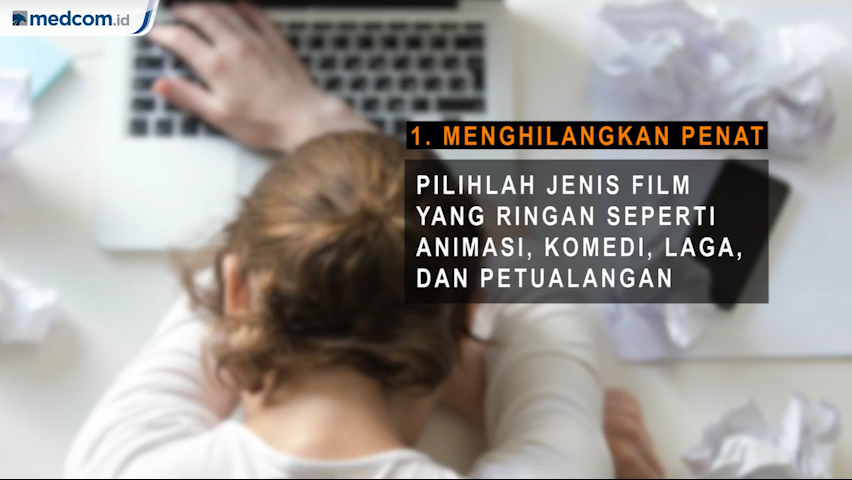 medcom.id
1. MENGHILANGKAN PENAT
PILIHLAH JENIS FILM
YANG RINGAN SEPERTI
ANIMASI, KOMEDI, LAGA,
DAN PETUALANGAN